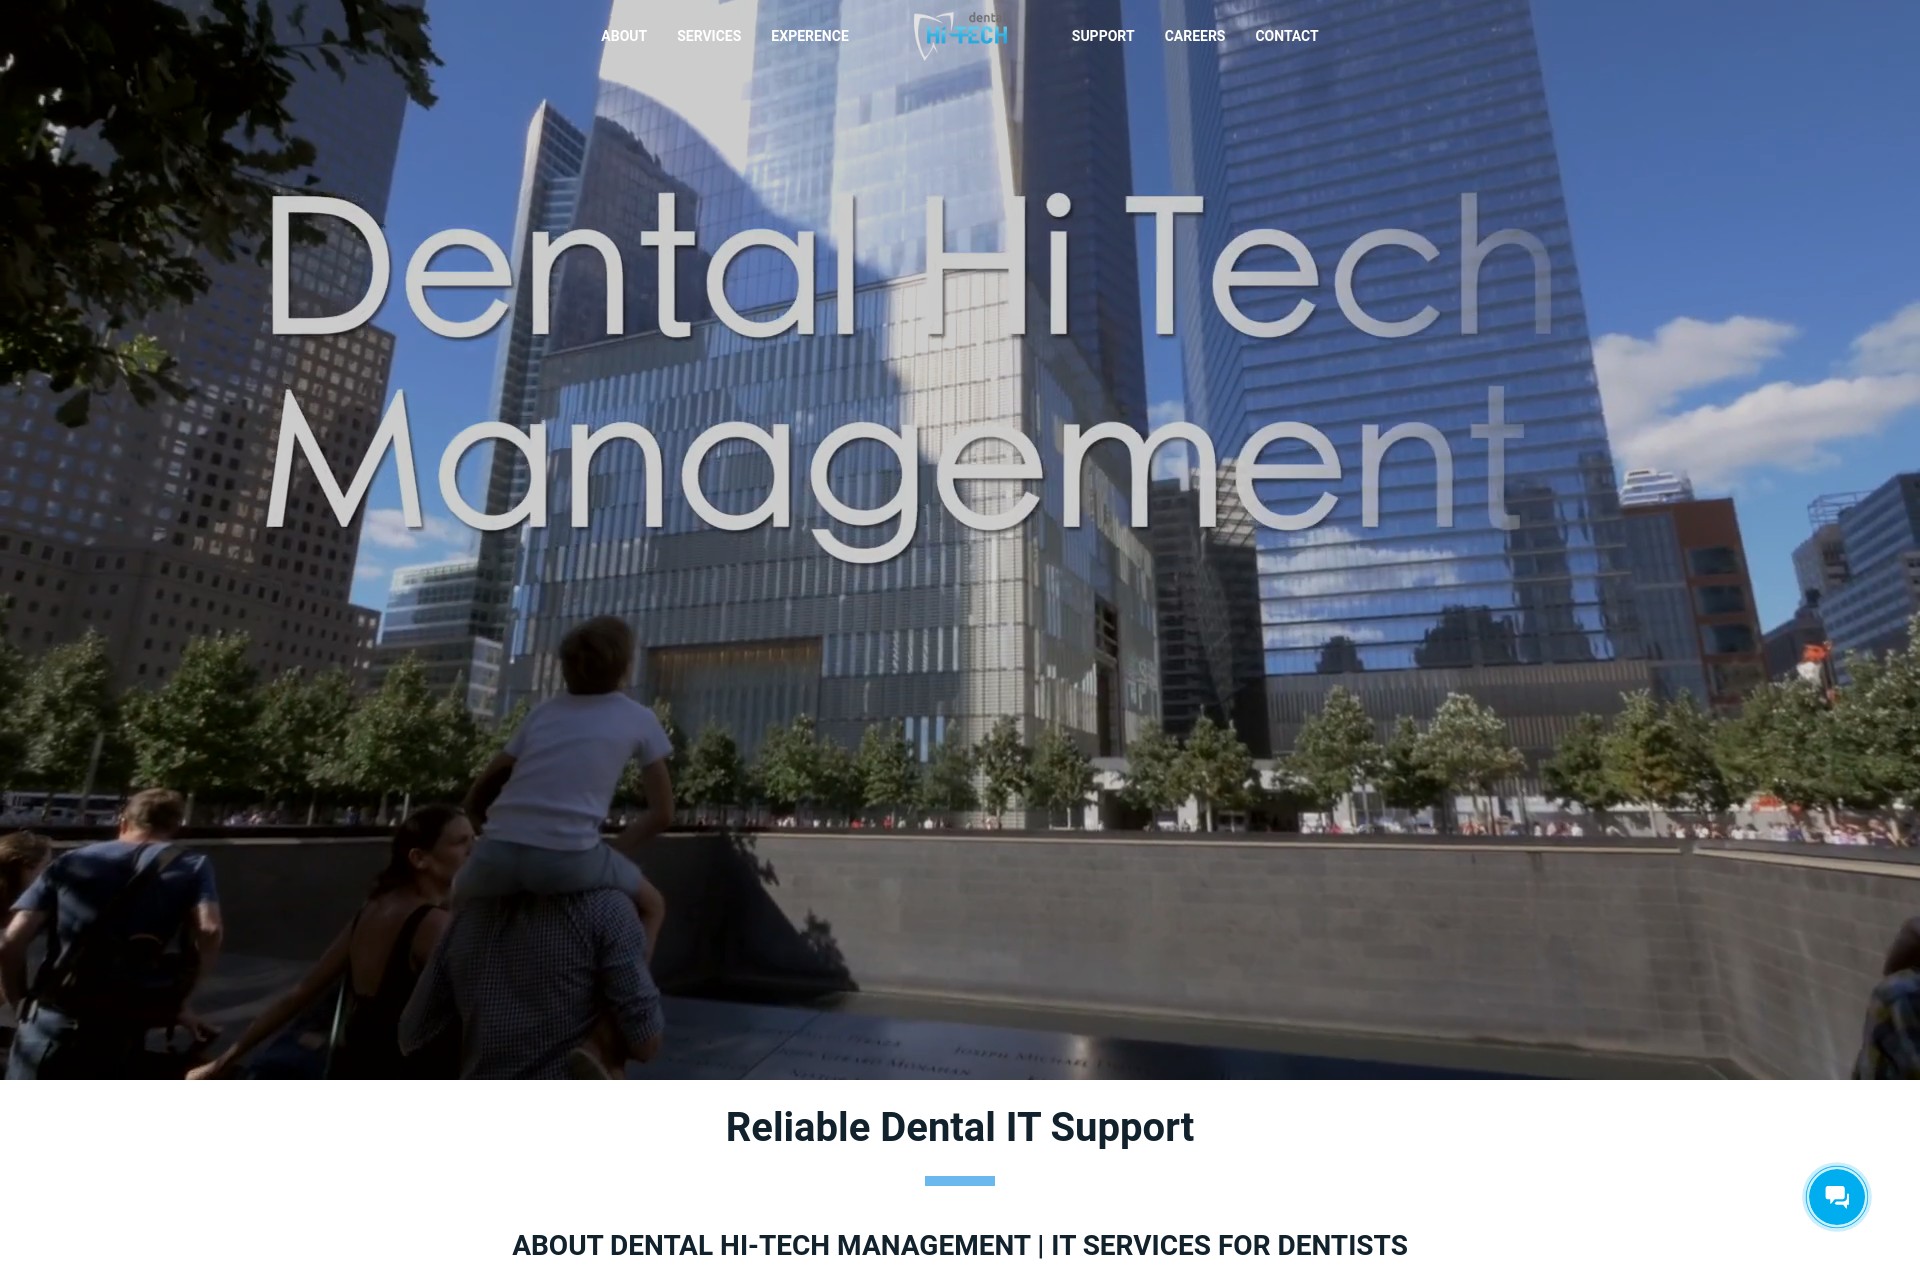 ABOUT SERVICES EXPERENCE dental Hi-TECH SUPPORT CAREERS CONTACT
Dental Hi Tech
Management
Reliable Dental IT Support
ABOUT DENTAL HI-TECH MANAGEMENT | IT SERVICES FOR DENTISTS